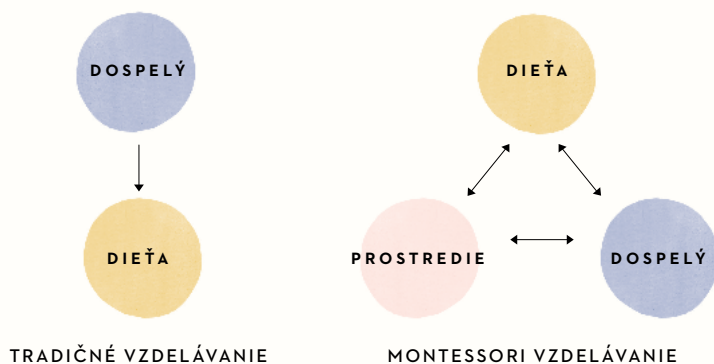 DOSPELÝ
DIEŤA
TRADIČNÉ VZDELÁVANIE
DIEŤA
PROSTREDIE
DOSPELÝ
MONTESSORI VZDELÁVANIE